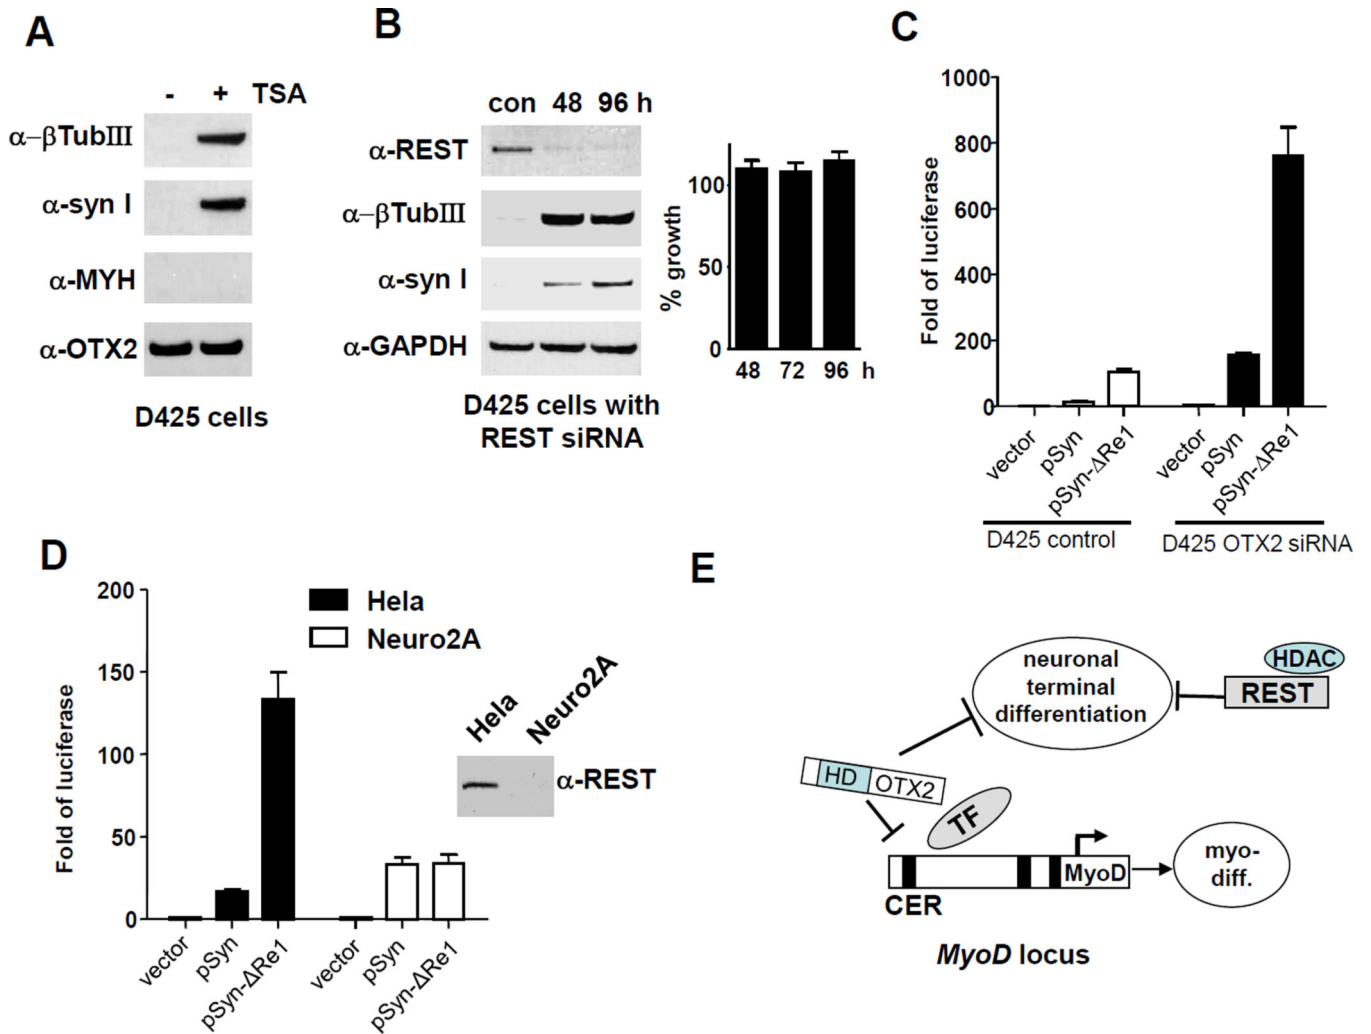 A
- + TSA
α–βTubIII
α-syn I
α-MYH
α-OTX2
D425 cells
B
con 48 96 h
α-REST
α–βTubIII
α-syn I
α-GAPDH
D425 cells with
REST siRNA
% growth
100
50
0
48 72 96 h
C
Fold of luciferase
1000
800
600
400
200
0
vector
pSyn
pSyn-ΔRe1
vector
pSyn
pSyn-ΔRe1
D425 control
D425 OTX2 siRNA
D
Fold of luciferase
200
150
100
50
0
Hela
Neuro2A
Hela
Neuro2A
α-REST
vector
pSyn
pSyn-ΔRe1
vector
pSyn
pSyn-ΔRe1
E
neuronal
terminal
differentiation
HDAC
REST
HD OTX2
TF
MyoD
CER
myo-
diff.
MyoD locus